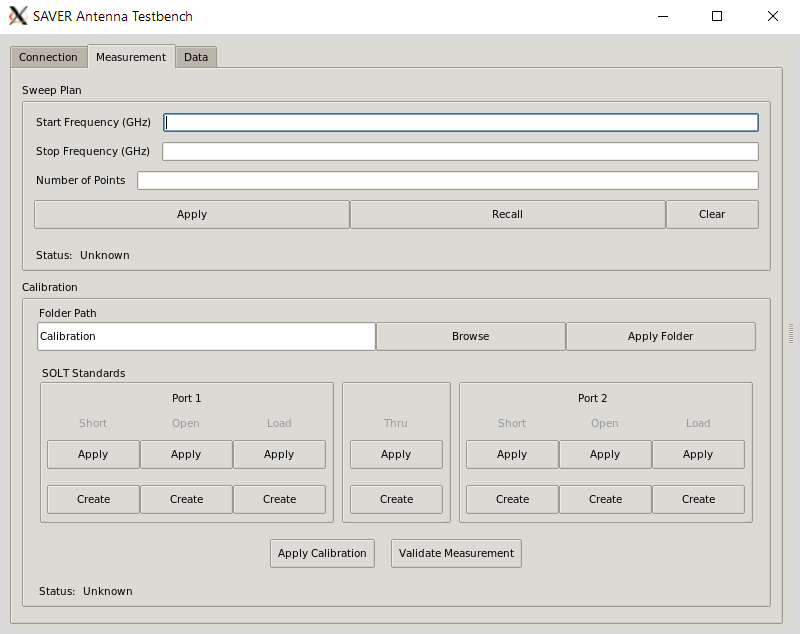 SAVER Antenna Testbench
Connection Measurement Data
Sweep Plan
Start Frequency (GHz)
Stop Frequency (GHz)
Number of Points
Apply Recall Clear
Status: Unknown
Calibration
Folder Path
Calibration Browse Apply Folder
SOLT Standards
Port 1 Port 2
Short Open Load Thru Short Open Load
Apply Apply Apply Apply Apply Apply Apply
Create Create Create Create Create Create Create
Apply Calibration Validate Measurement
Status: Unknown